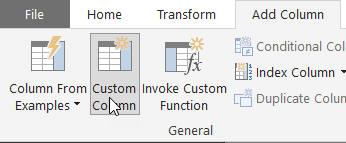 File Home Transform Add Column
Column From Examples
Custom Column
Invoke Custom Function
Conditional Col
Index Column
Duplicate Colum
General